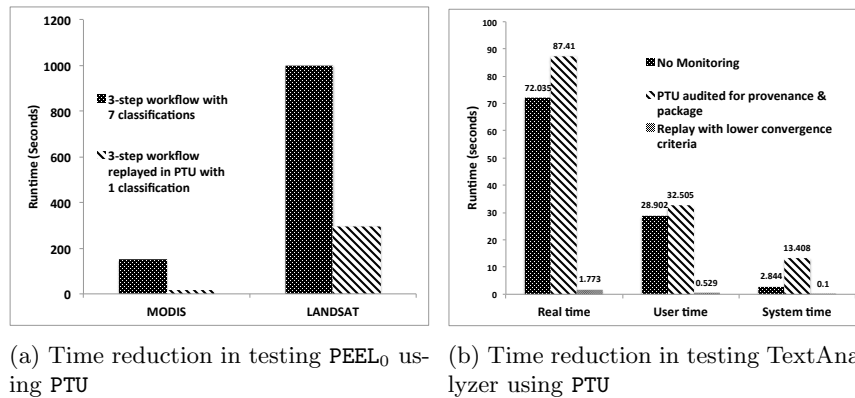 1200
1000
800
600
400
200
0
Runtime (Seconds)
3-step workflow with
7 classifications
3-step workflow
replayed in PTU with
1 classification
MODIS
LANDSAT
(a) Time reduction in testing PEEL0 us-
ing PTU
100
90
80
70
60
50
40
30
20
10
0
Runtime (seconds)
72.035
87.41
1.773
28.902
32.505
0.529
2.844
13.408
0.1
No Monitoring
PTU audited for provenance &
package
Replay with lower convergence
criteria
Real time
User time
System time
(b) Time reduction in testing TextAna-
lyzer using PTU